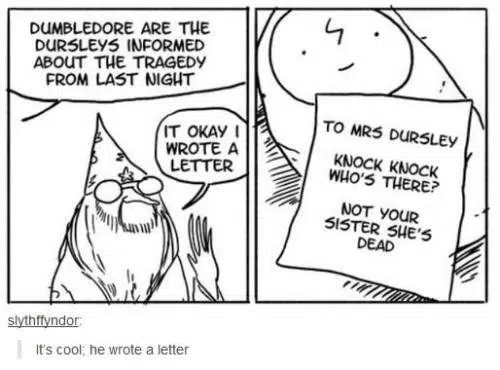 DUMBLEDORE ARE THE
DURSLEYS INFORMED
ABOUT THE TRAGEDY
FROM LAST NIGHT
IT OKAY I
WROTE A
LETTER
TO MRS DURSLEY
KNOCK KNOCK
WHO'S THERE?
NOT YOUR
SISTER SHE'S
DEAD
slythffyndor:
It's cool; he wrote a letter